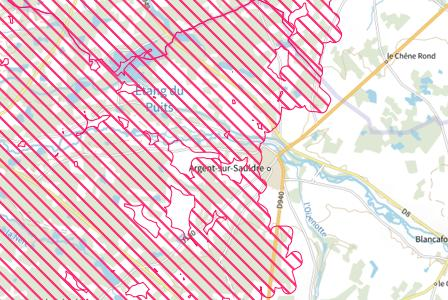 le Chêne Rond
Étang du
Puits
Argent-sur-Sauldre
D940
D8
l'Oizenotte
Blancafo